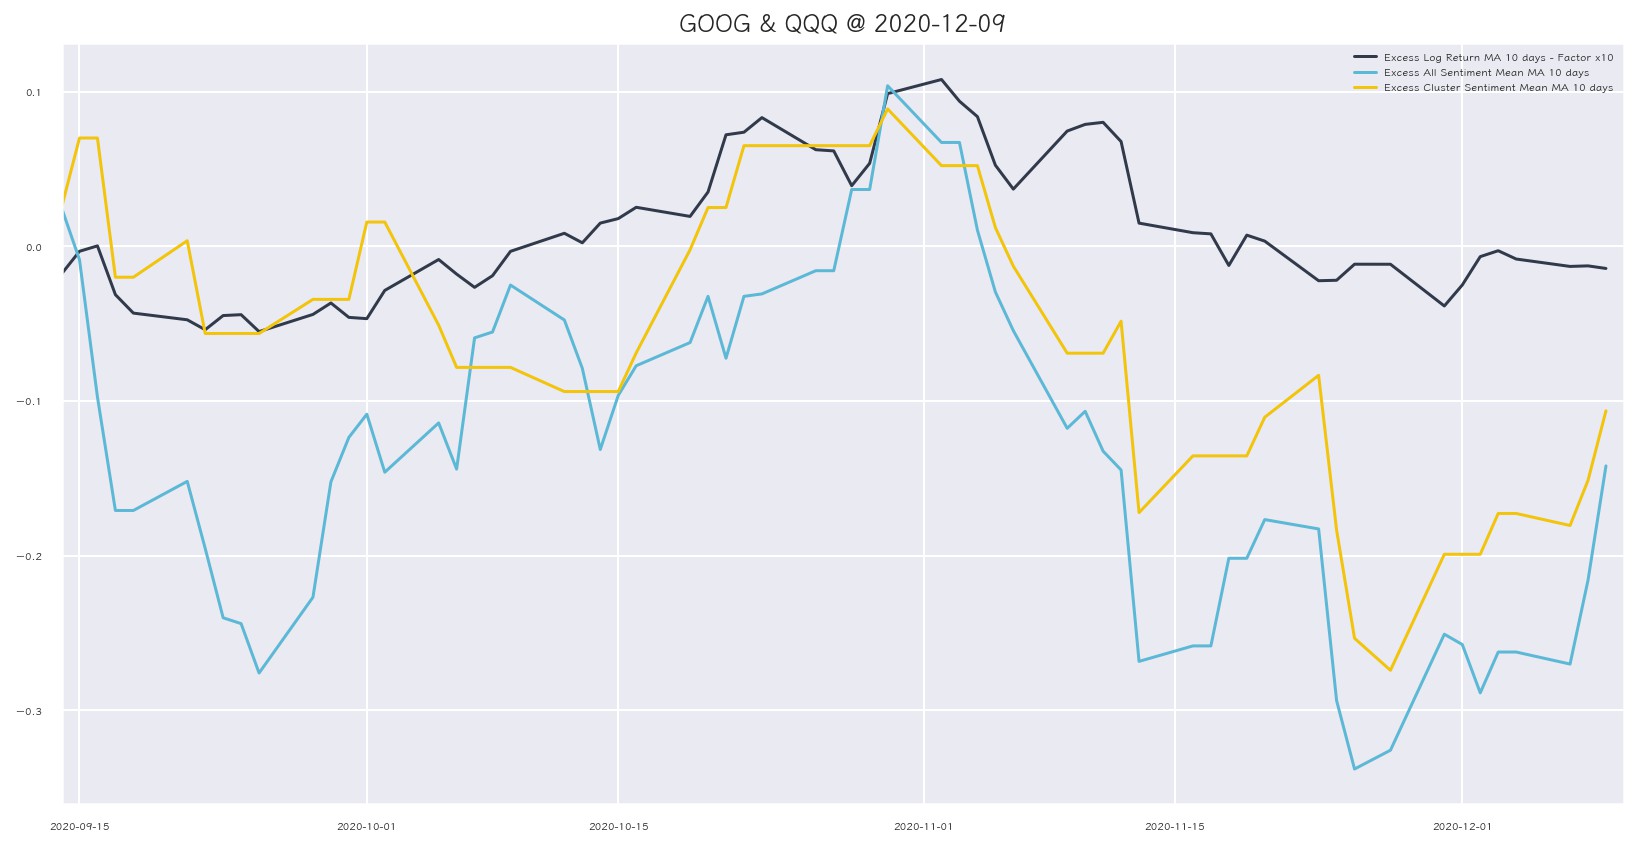 GOOG & QQQ @ 2020-12-09
Excess Log Return MA 10 days - Factor x10
Excess All Sentiment Mean MA 10 days
Excess Cluster Sentiment Mean MA 10 days
0.1
0.0
−0.1
−0.2
−0.3
2020-09-15 2020-10-01 2020-10-15 2020-11-01 2020-11-15 2020-12-01